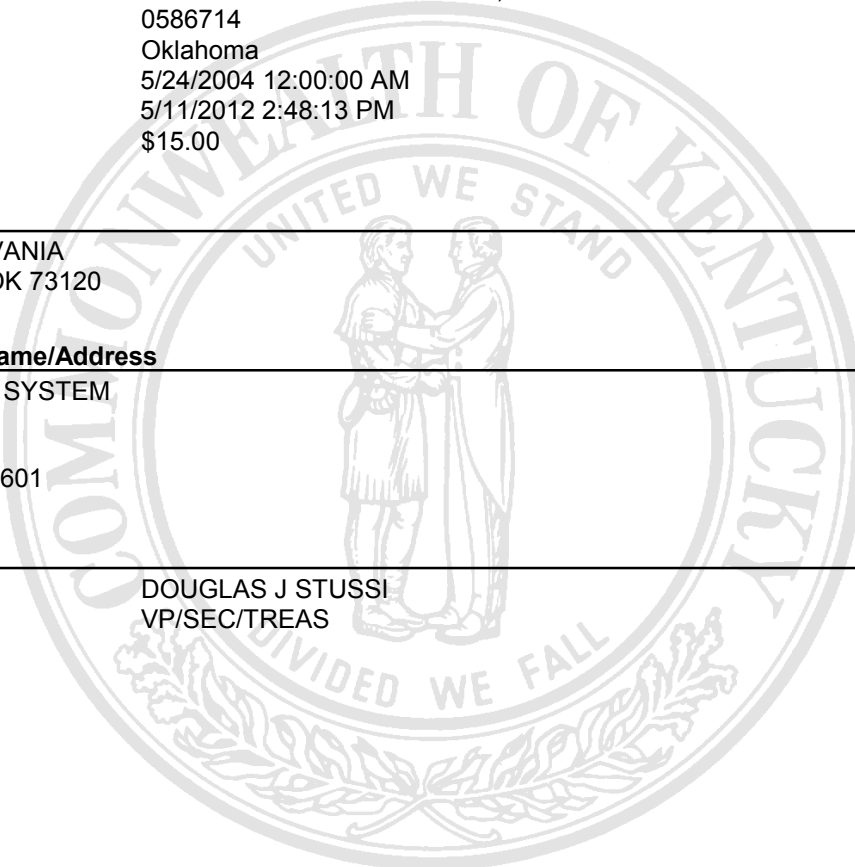 0586714
Oklahoma
5/24/2004 12:00:00 AM
5/11/2012 2:48:13 PM
$15.00
VANIA
OK 73120
ame/Address
SYSTEM
601
DOUGLAS J STUSSI
VP/SEC/TREAS
COMMONWEALTH OF KENTUCKY
UNITED WE STAND
DIVIDED WE FALL